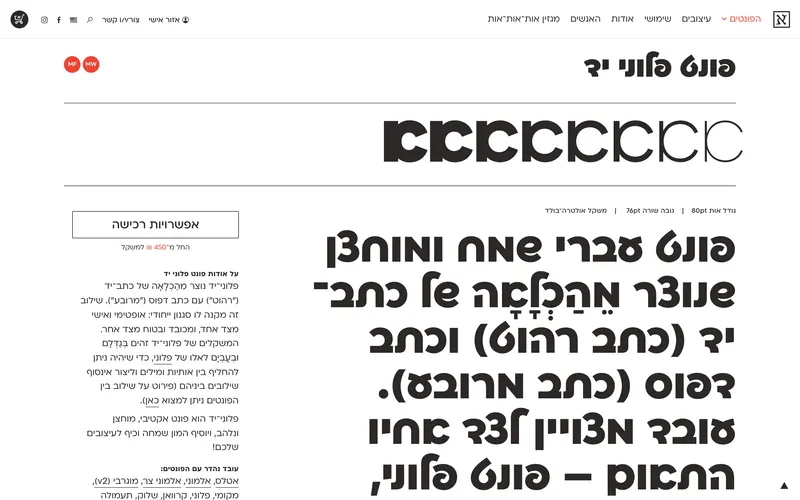 הפונטים
עיצובים
שימושי
אודות
האנשים
מגזין אות־אות־אות
אזור אישי
צור/י קשר
פונט פלוני יד
MF MW
גודל אות 80pt | גובה שורה 76pt | משקל אולטרה־בולד
פונט עברי שמח ומוחצן
שנוצר מֵהַכְלָאָה של כתב־
יד (כתב רהוט) וכתב
דפוס (כתב מרובע).
עובד מצויין לצד אחיו
התאום — פונט פלוני,
אפשרויות רכישה
החל מ־450 ₪ למשקל
על אודות פונט פלוני יד
פלוני־יד נוצר מֵהַכְלָאָה של כתב־יד
("רהוט") עם כתב דפוס ("מרובע"). שילוב
זה מקנה לו סגנון ייחודי: אופטימי ואישי
מצד אחד, ומכובד ובטוח מצד אחר.
המשקלים של פלוני־יד זהים בְּגָדְלָם
ובְעָבְיָם לאלו של פלוני, כדי שיהיה ניתן
להחליף בין אותיות ומילים וליצור אינסוף
שילובים ביניהם (פירוט על שילוב בין
הפונטים ניתן למצוא כאן).
פלוני־יד הוא פונט אקטיבי, מוחצן
ונלהב, ויוסיף המון שמחה וכיף לעיצובים
שלכם!
עובד נהדר עם הפונטים:
אטלס, אלמוני, אלמוני צר, מוגרבי (v2),
מקומי, פלוני, קרוואן, שלוק, תעמולה